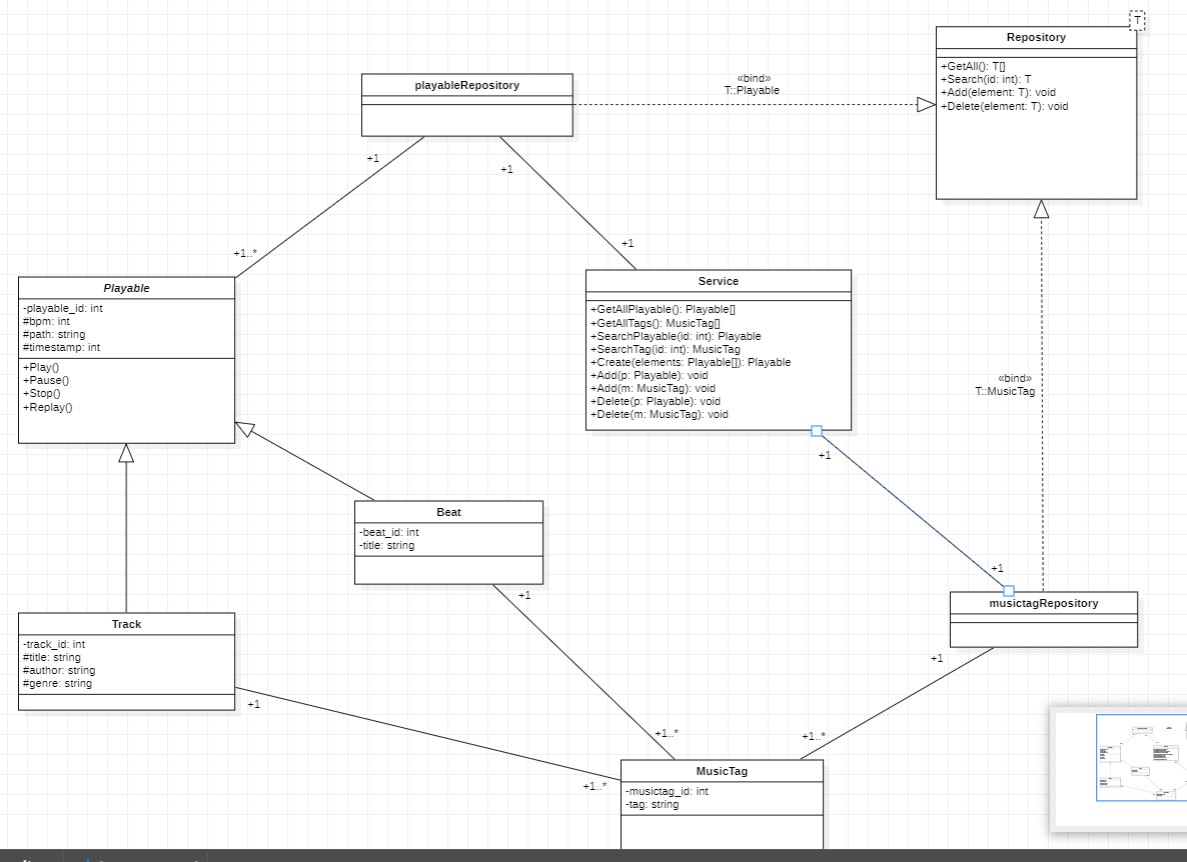 T
Repository
+GetAll(): T[]
+Search(id: int): T
+Add(element: T): void
+Delete(element: T): void
playableRepository
«bind»
T::Playable
+1
+1
+1..*
+1
Playable
-playable_id: int
#bpm: int
#path: string
#timestamp: int
+Play()
+Pause()
+Stop()
+Replay()
Service
+GetAllPlayable(): Playable[]
+GetAllTags(): MusicTag[]
+SearchPlayable(id: int): Playable
+SearchTag(id: int): MusicTag
+Create(elements: Playable[]): Playable
+Add(p: Playable): void
+Add(m: MusicTag): void
+Delete(p: Playable): void
+Delete(m: MusicTag): void
«bind»
T::MusicTag
+1
+1
Beat
-beat_id: int
-title: string
+1
musictagRepository
Track
-track_id: int
#title: string
#author: string
#genre: string
+1
+1
+1..*
+1..*
+1..*
MusicTag
-musictag_id: int
-tag: string